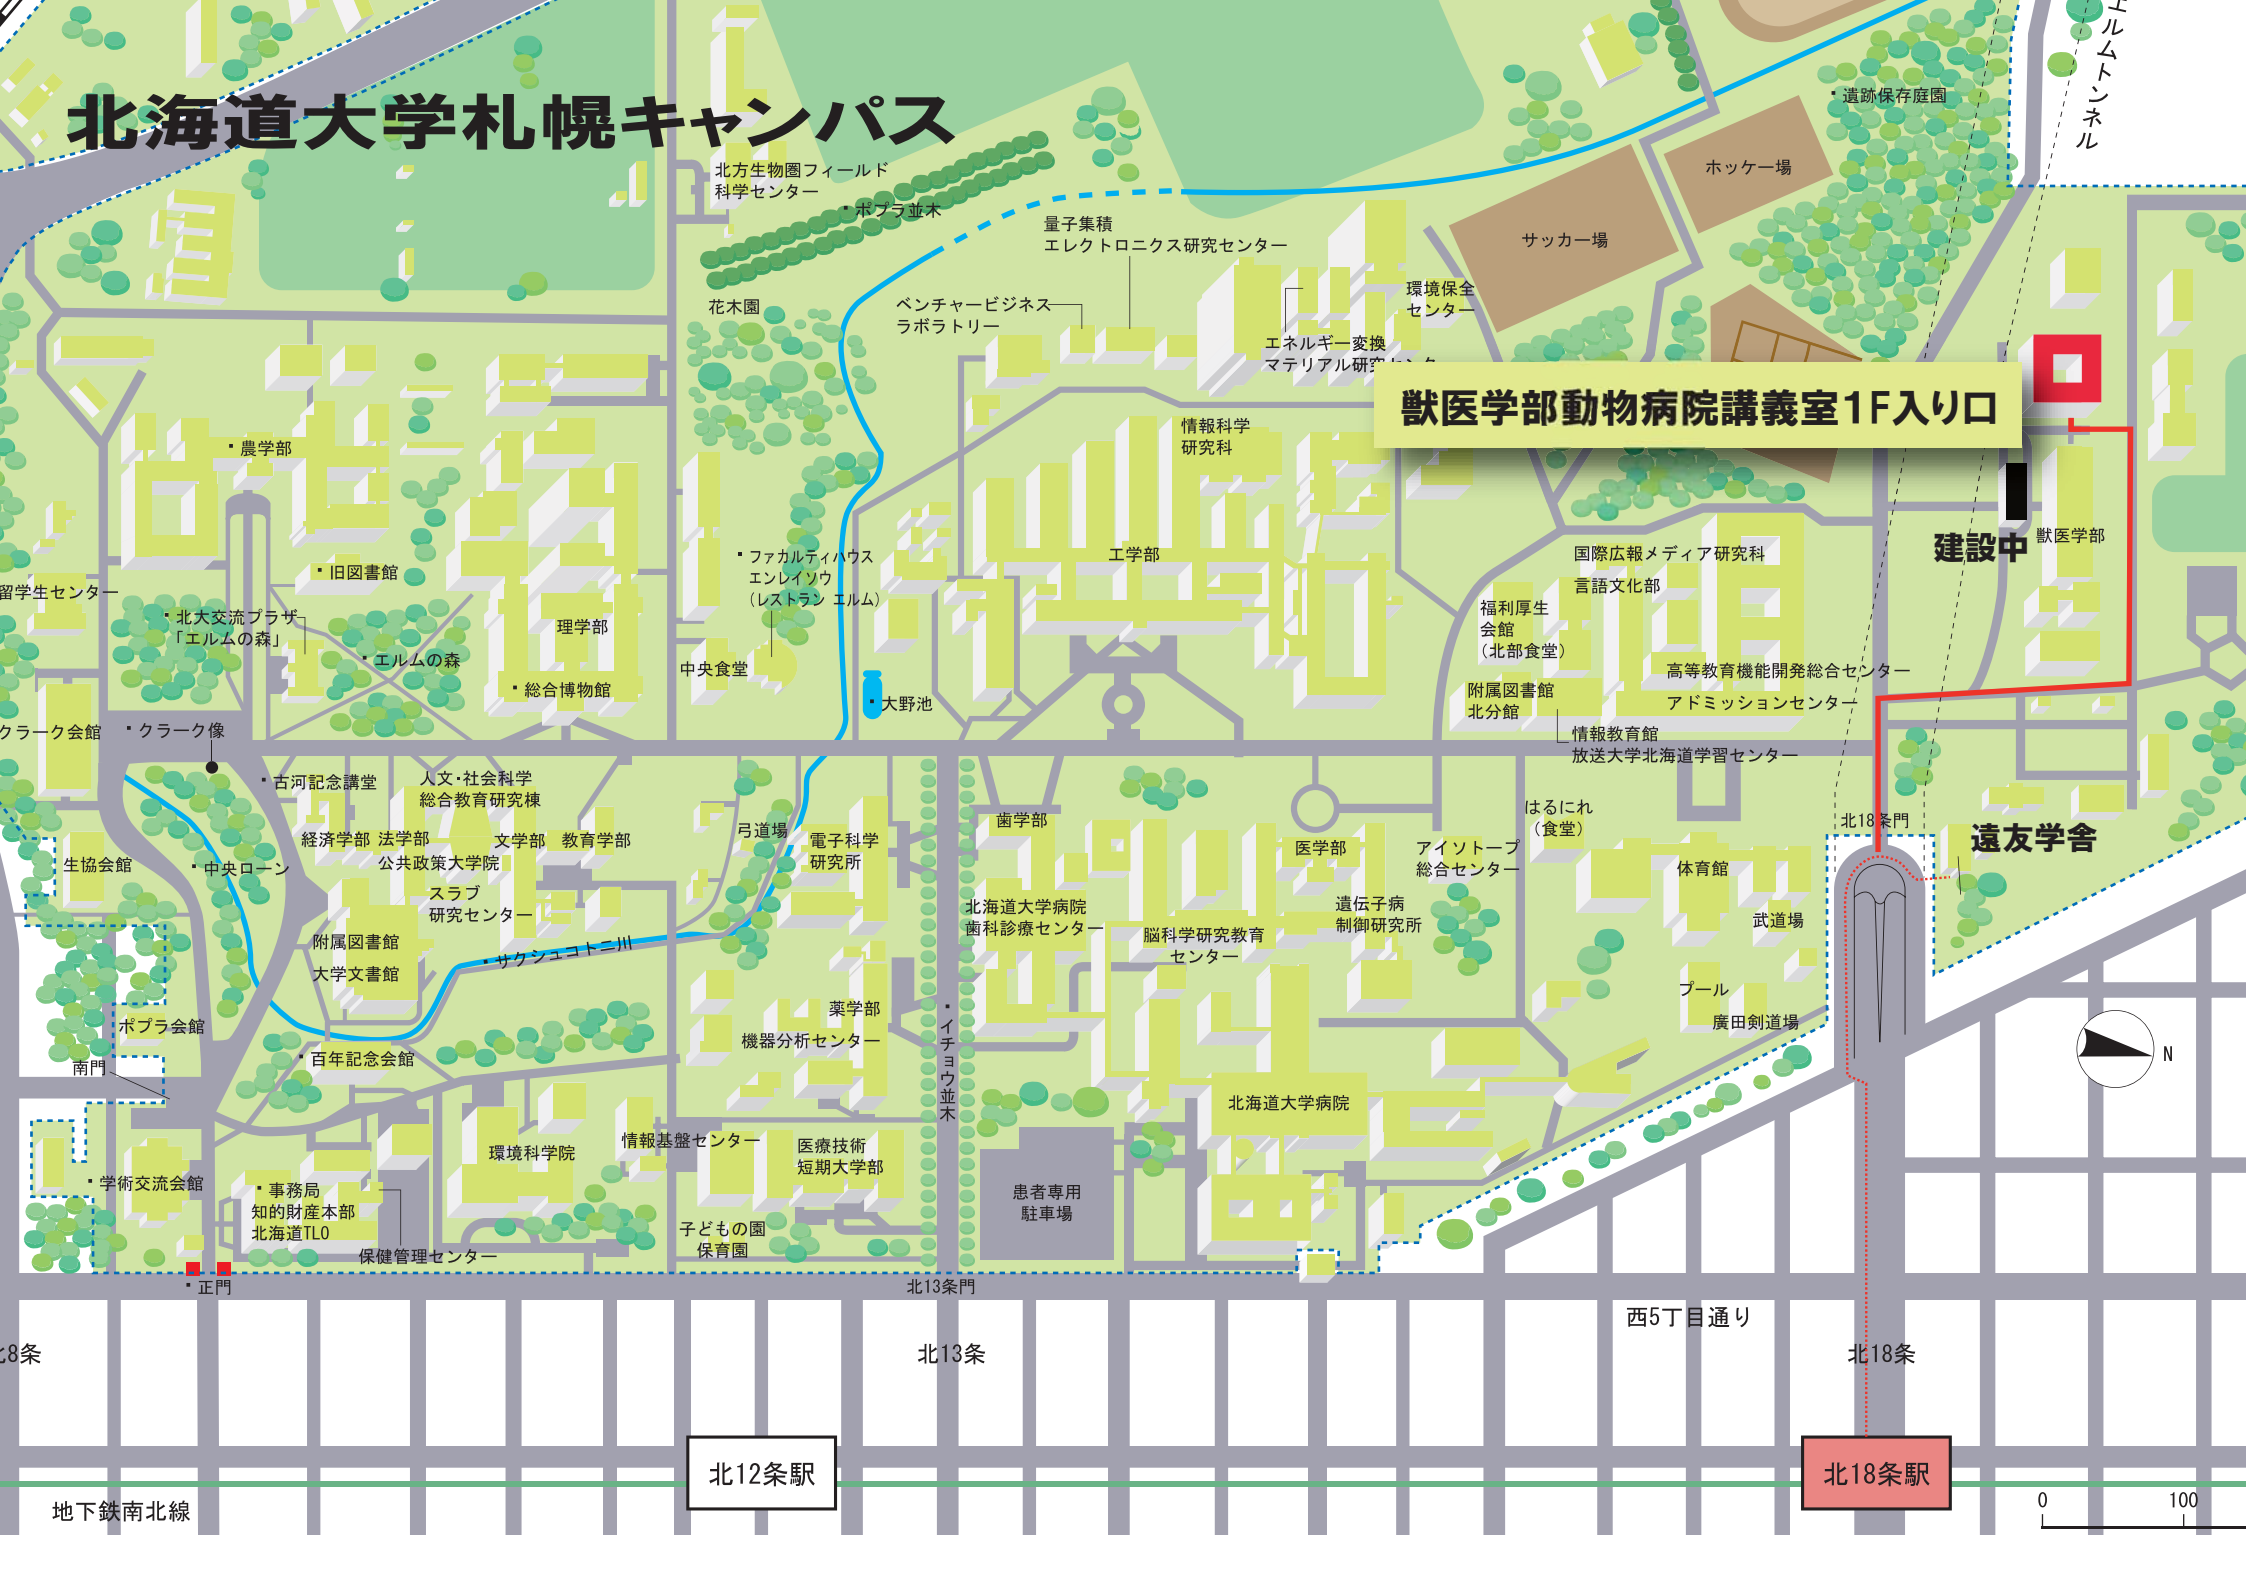 エルムトンネル
北海道大学札幌キャンパス
・遺跡保存庭園
ホッケー場
北方生物圏フィールド
科学センター
・ポプラ並木
量子集積
エレクトロニクス研究センター
サッカー場
環境保全
センター
花木園
ベンチャービジネス
ラボラトリー
エネルギー変換
マテリアル研究センター
獣医学部動物病院講義室1F入り口
・農学部
情報科学
研究科
獣医学部
建設中
・ファカルティハウス
エンレイソウ
(レストラン エルム)
工学部
国際広報メディア研究科
言語文化部
・旧図書館
留学生センター
・北大交流プラザ
「エルムの森」
理学部
福利厚生
会館
(北部食堂)
・エルムの森
中央食堂
高等教育機能開発総合センター
・総合博物館
附属図書館
北分館
アドミッションセンター
・大野池
クラーク会館
・クラーク像
情報教育館
放送大学北海道学習センター
・古河記念講堂
人文・社会科学
総合教育研究棟
はるにれ
(食堂)
歯学部
北18条門
遠友学舎
弓道場
経済学部
法学部
文学部
教育学部
電子科学
研究所
医学部
アイソトープ
総合センター
生協会館
・中央ローン
公共政策大学院
体育館
スラブ
研究センター
北海道大学病院
歯科診療センター
遺伝子病
制御研究所
武道場
附属図書館
大学文書館
・サクシュコトニ川
脳科学研究教育
センター
プール
薬学部
・イチョウ並木
廣田剣道場
ポプラ会館
機器分析センター
・百年記念会館
南門
N
北海道大学病院
環境科学院
情報基盤センター
医療技術
短期大学部
・学術交流会館
・事務局
知的財産本部
北海道TLO
患者専用
駐車場
子どもの園
保育園
保健管理センター
・正門
北13条門
西5丁目通り
北8条
北13条
北18条
北12条駅
北18条駅
地下鉄南北線
0
100